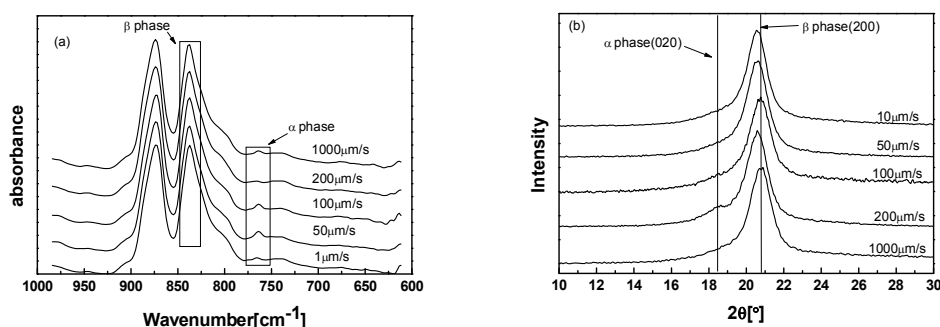 (a)
β phase
α phase
1000μm/s
200μm/s
100μm/s
50μm/s
1μm/s
absorbance
1000 950 900 850 800 750 700 650 600
Wavenumber[cm⁻¹]
(b)
β phase(200)
α phase(020)
10μm/s
50μm/s
100μm/s
200μm/s
1000μm/s
Intensity
10 12 14 16 18 20 22 24 26 28 30
2θ[°]